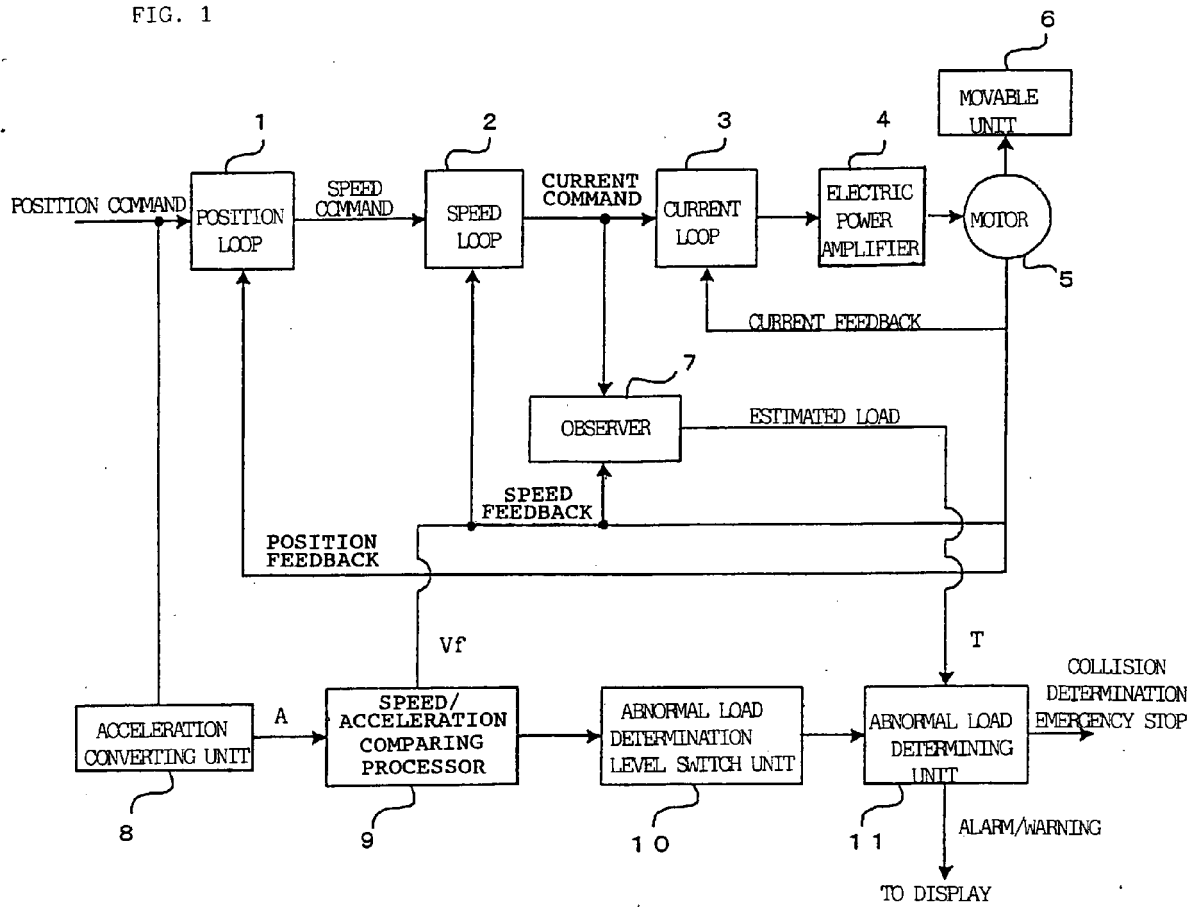 FIG. 1
6
MOVABLE
UNIT
1
2
3
4
POSITION COMMAND
POSITION
LOOP
SPEED
COMMAND
SPEED
LOOP
CURRENT
COMMAND
CURRENT
LOOP
ELECTRIC
POWER
AMPLIFIER
MOTOR
5
CURRENT FEEDBACK
7
OBSERVER
ESTIMATED LOAD
SPEED
FEEDBACK
POSITION
FEEDBACK
Vf
T
COLLISION
DETERMINATION
EMERGENCY STOP
ACCELERATION
CONVERTING UNIT
A
SPEED/
ACCELERATION
COMPARING
PROCESSOR
ABNORMAL LOAD
DETERMINATION
LEVEL SWITCH UNIT
ABNORMAL LOAD
DETERMINING
UNIT
8
9
10
11
ALARM/WARNING
TO DISPLAY